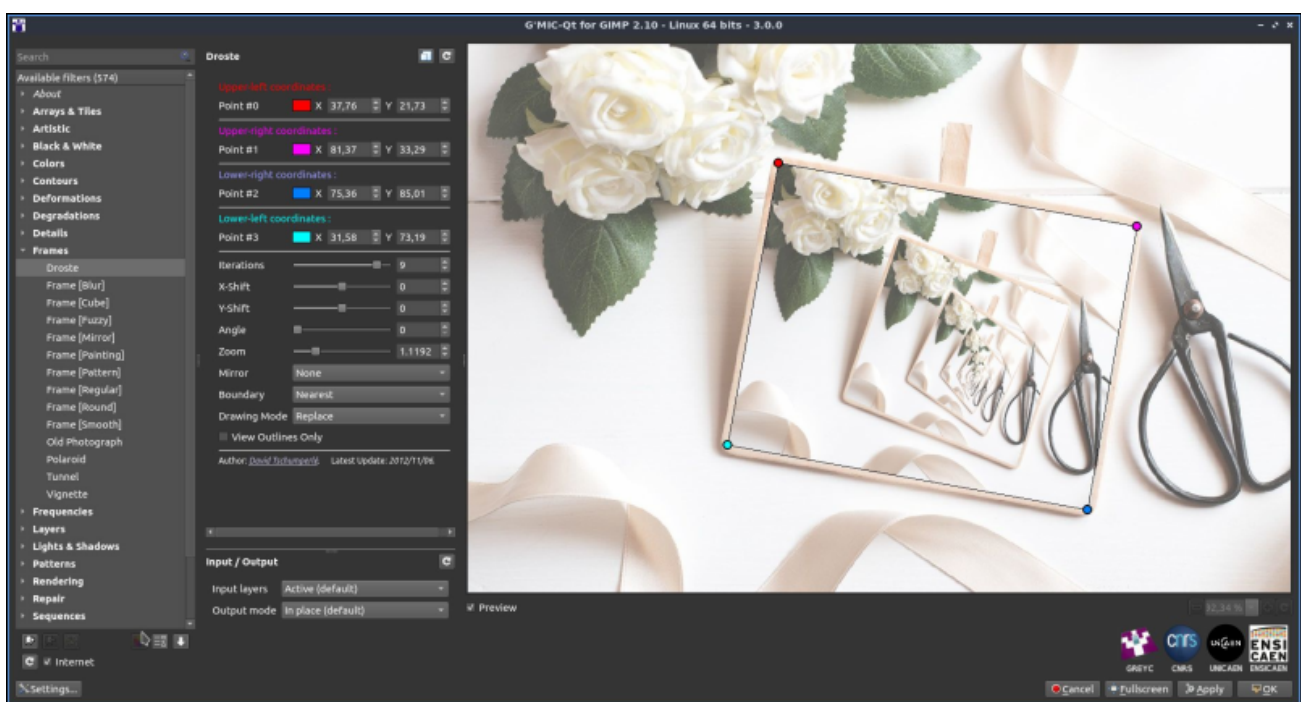 G'MIC-Qt for GIMP 2.10 - Linux 64 bits - 3.0.0
Search
Available filters (574)
About
Arrays & Tiles
Artistic
Black & White
Colors
Contours
Deformations
Degradations
Details
Frames
Droste
Frame [Blur]
Frame [Cube]
Frame [Fuzzy]
Frame [Mirror]
Frame [Painting]
Frame [Pattern]
Frame [Regular]
Frame [Round]
Frame [Smooth]
Old Photograph
Polaroid
Tunnel
Vignette
Frequencies
Layers
Lights & Shadows
Patterns
Rendering
Repair
Sequences
Internet
Settings...
Droste
Upper-left coordinates :
Point #0 X 37,76 Y 21,73
Upper-right coordinates :
Point #1 X 81,37 Y 33,29
Lower-right coordinates :
Point #2 X 75,36 Y 85,01
Lower-left coordinates :
Point #3 X 31,58 Y 73,19
Iterations 9
X-Shift 0
Y-Shift 0
Angle 0
Zoom 1.1192
Mirror None
Boundary Nearest
Drawing Mode Replace
View Outlines Only
Author: David Tschumperlé. Latest Update: 2012/11/06.
Input / Output
Input layers Active (default)
Output mode In place (default)
Preview
32,34 %
GREYC
CNRS
cnrs
UNICAEN
UNICAEN
ENSI
CAEN
ENSICAEN
Cancel
Fullscreen
Apply
OK